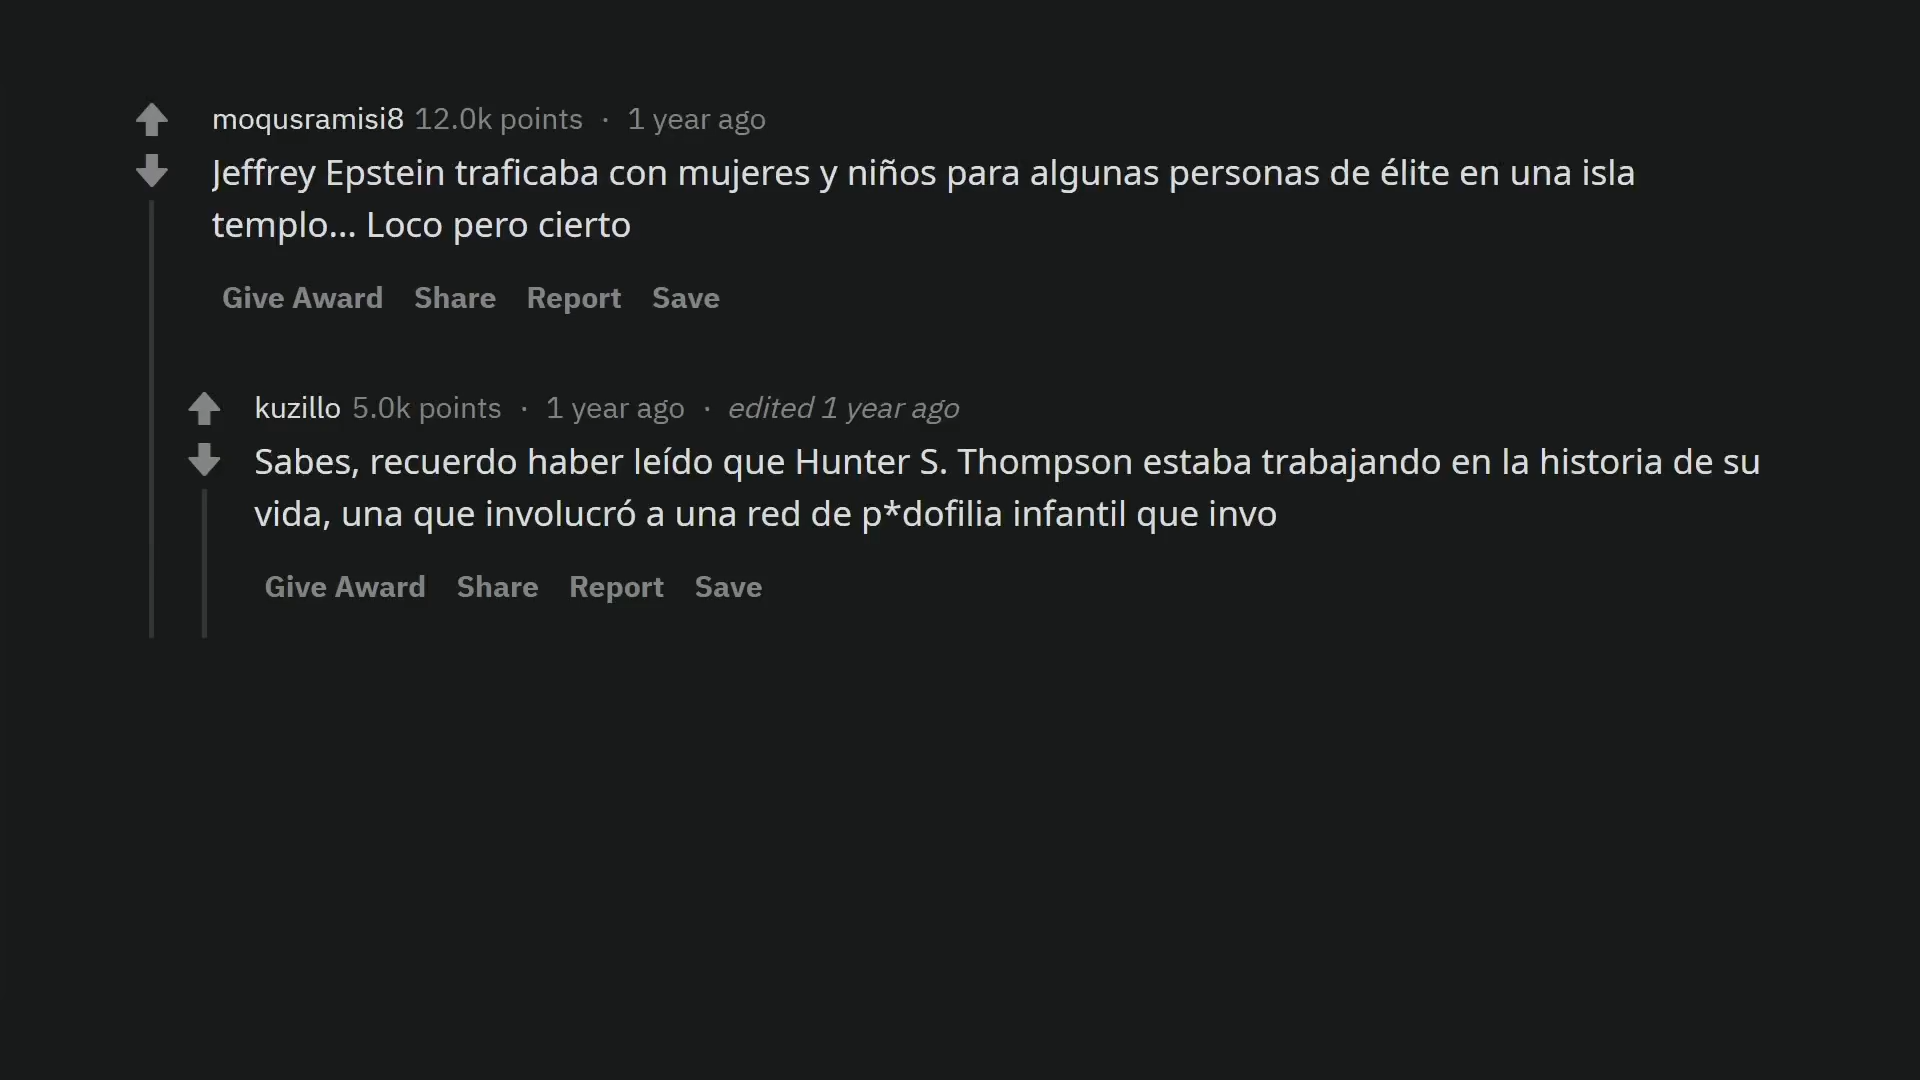 moqusramisi8 12.0k points · 1 year ago
Jeffrey Epstein traficaba con mujeres y niños para algunas personas de élite en una isla
templo... Loco pero cierto
Give Award Share Report Save
kuzillo 5.0k points · 1 year ago · edited 1 year ago
Sabes, recuerdo haber leído que Hunter S. Thompson estaba trabajando en la historia de su
vida, una que involucró a una red de p*dofilia infantil que invo
Give Award Share Report Save